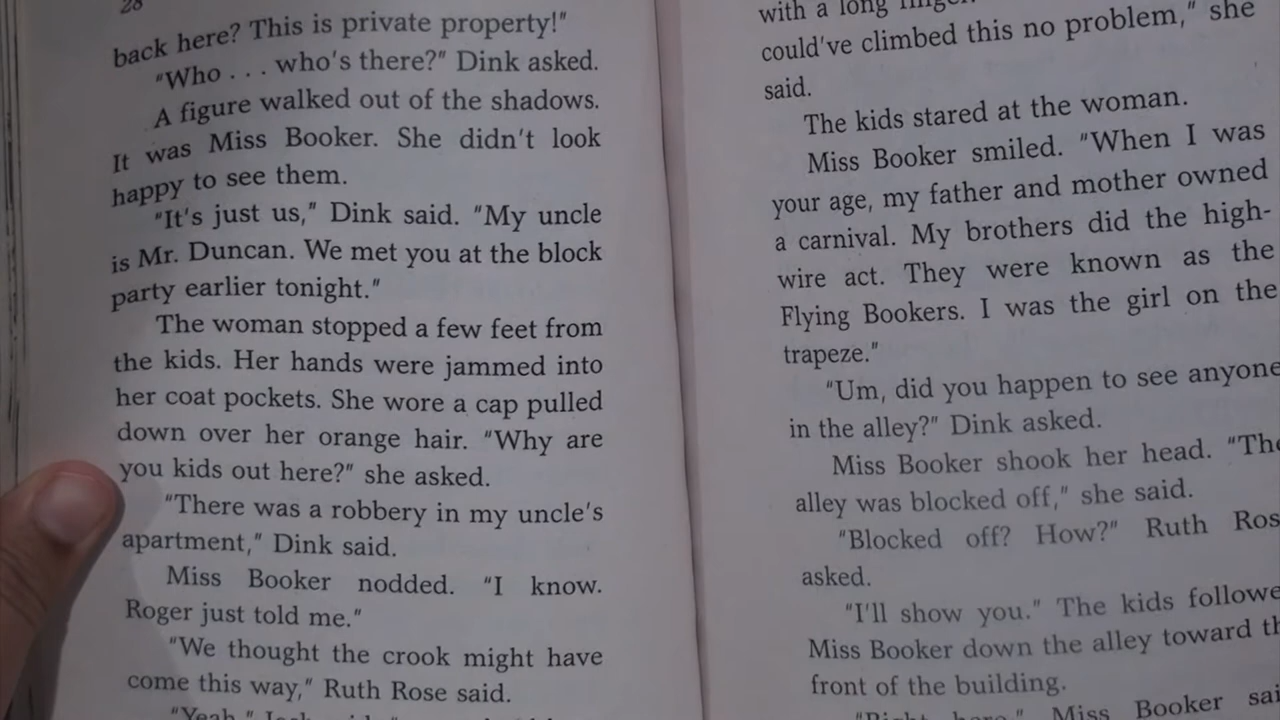 28
back here? This is private property!"
"Who . . . who's there?" Dink asked.
A figure walked out of the shadows.
It was Miss Booker. She didn't look
happy to see them.
"It's just us," Dink said. "My uncle
is Mr. Duncan. We met you at the block
party earlier tonight."
The woman stopped a few feet from
the kids. Her hands were jammed into
her coat pockets. She wore a cap pulled
down over her orange hair. "Why are
you kids out here?" she asked.
"There was a robbery in my uncle's
apartment," Dink said.
Miss Booker nodded. "I know.
Roger just told me."
"We thought the crook might have
come this way," Ruth Rose said.
"Yeah,"
with a long
could've climbed this no problem," she
said.
The kids stared at the woman.
Miss Booker smiled. "When I was
your age, my father and mother owned
a carnival. My brothers did the high-
wire act. They were known as the
Flying Bookers. I was the girl on the
trapeze."
"Um, did you happen to see anyone
in the alley?" Dink asked.
Miss Booker shook her head. "The
alley was blocked off," she said.
"Blocked off? How?" Ruth Ros
asked.
"I'll show you." The kids followe
Miss Booker down the alley toward th
front of the building.
"Right here," Miss Booker sai